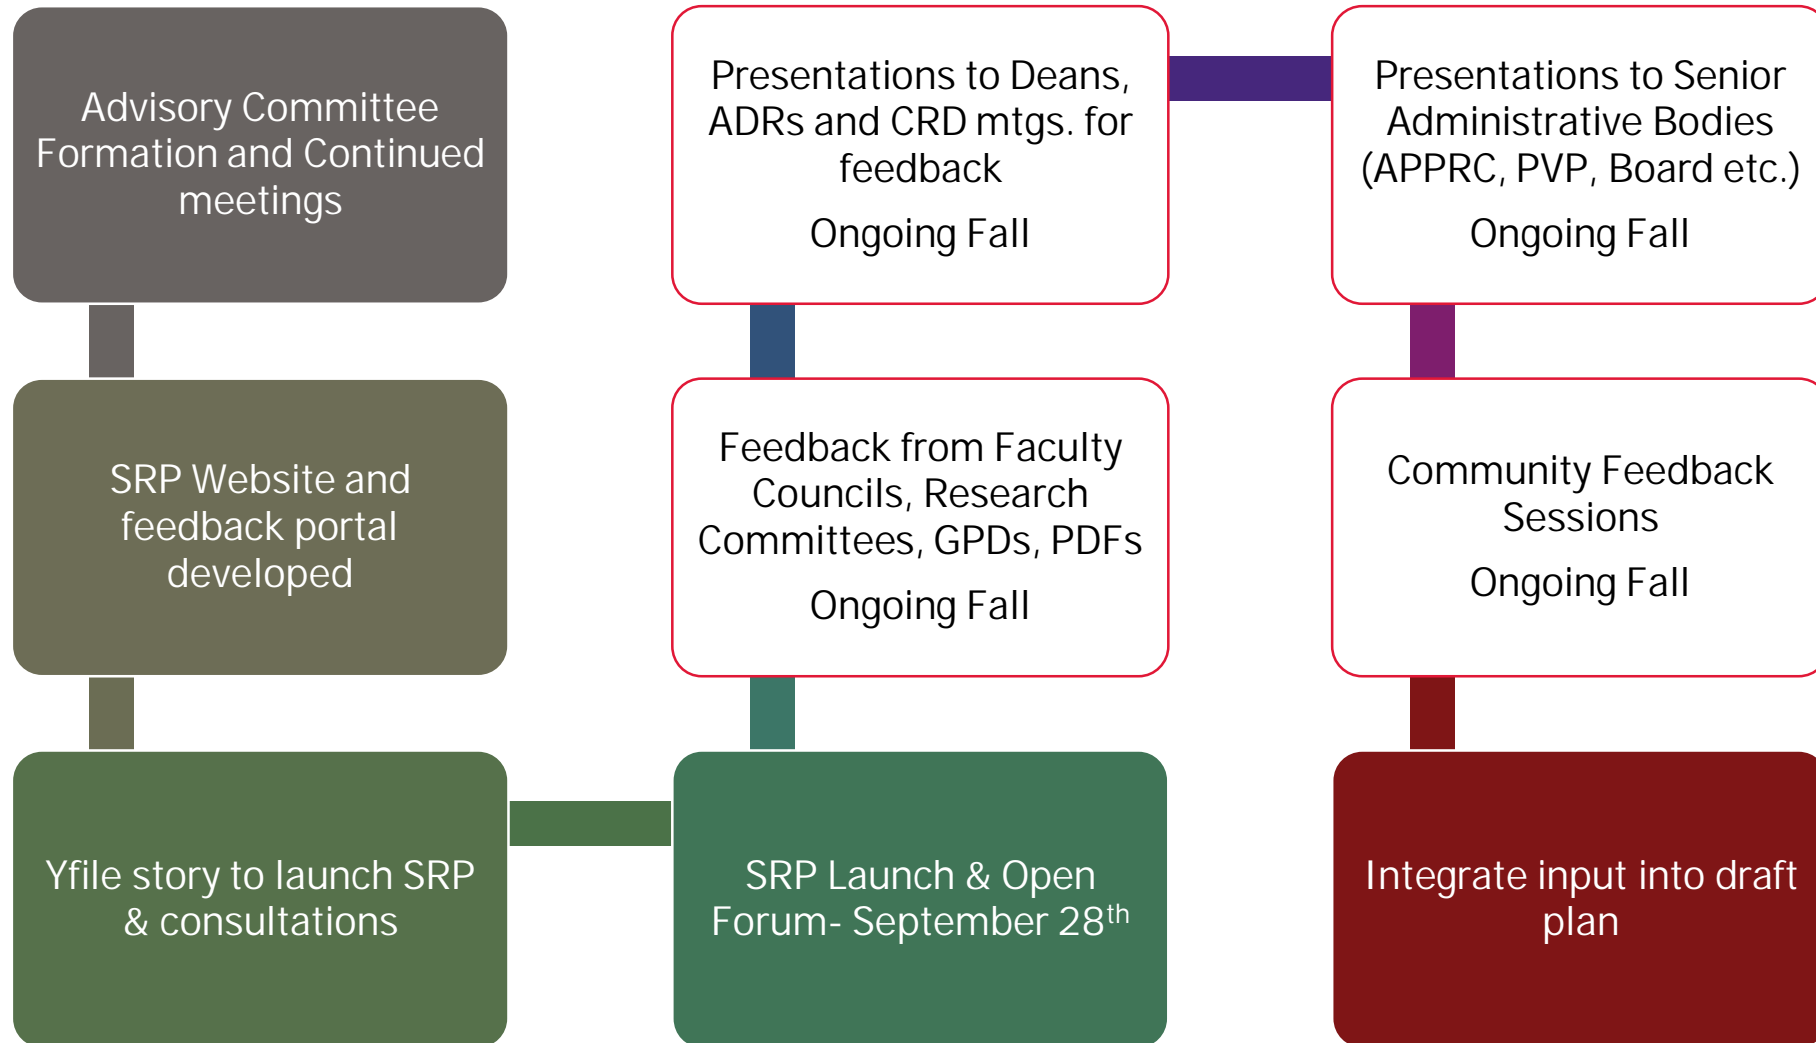 Advisory Committee
Formation and Continued
meetings
SRP Website and
feedback portal
developed
Yfile story to launch SRP
& consultations
SRP Launch & Open
Forum- September 28th
Feedback from Faculty
Councils, Research
Committees, GPDs, PDFs
Ongoing Fall
Presentations to Deans,
ADRs and CRD mtgs. for
feedback
Ongoing Fall
Presentations to Senior
Administrative Bodies
(APPRC, PVP, Board etc.)
Ongoing Fall
Community Feedback
Sessions
Ongoing Fall
Integrate input into draft
plan